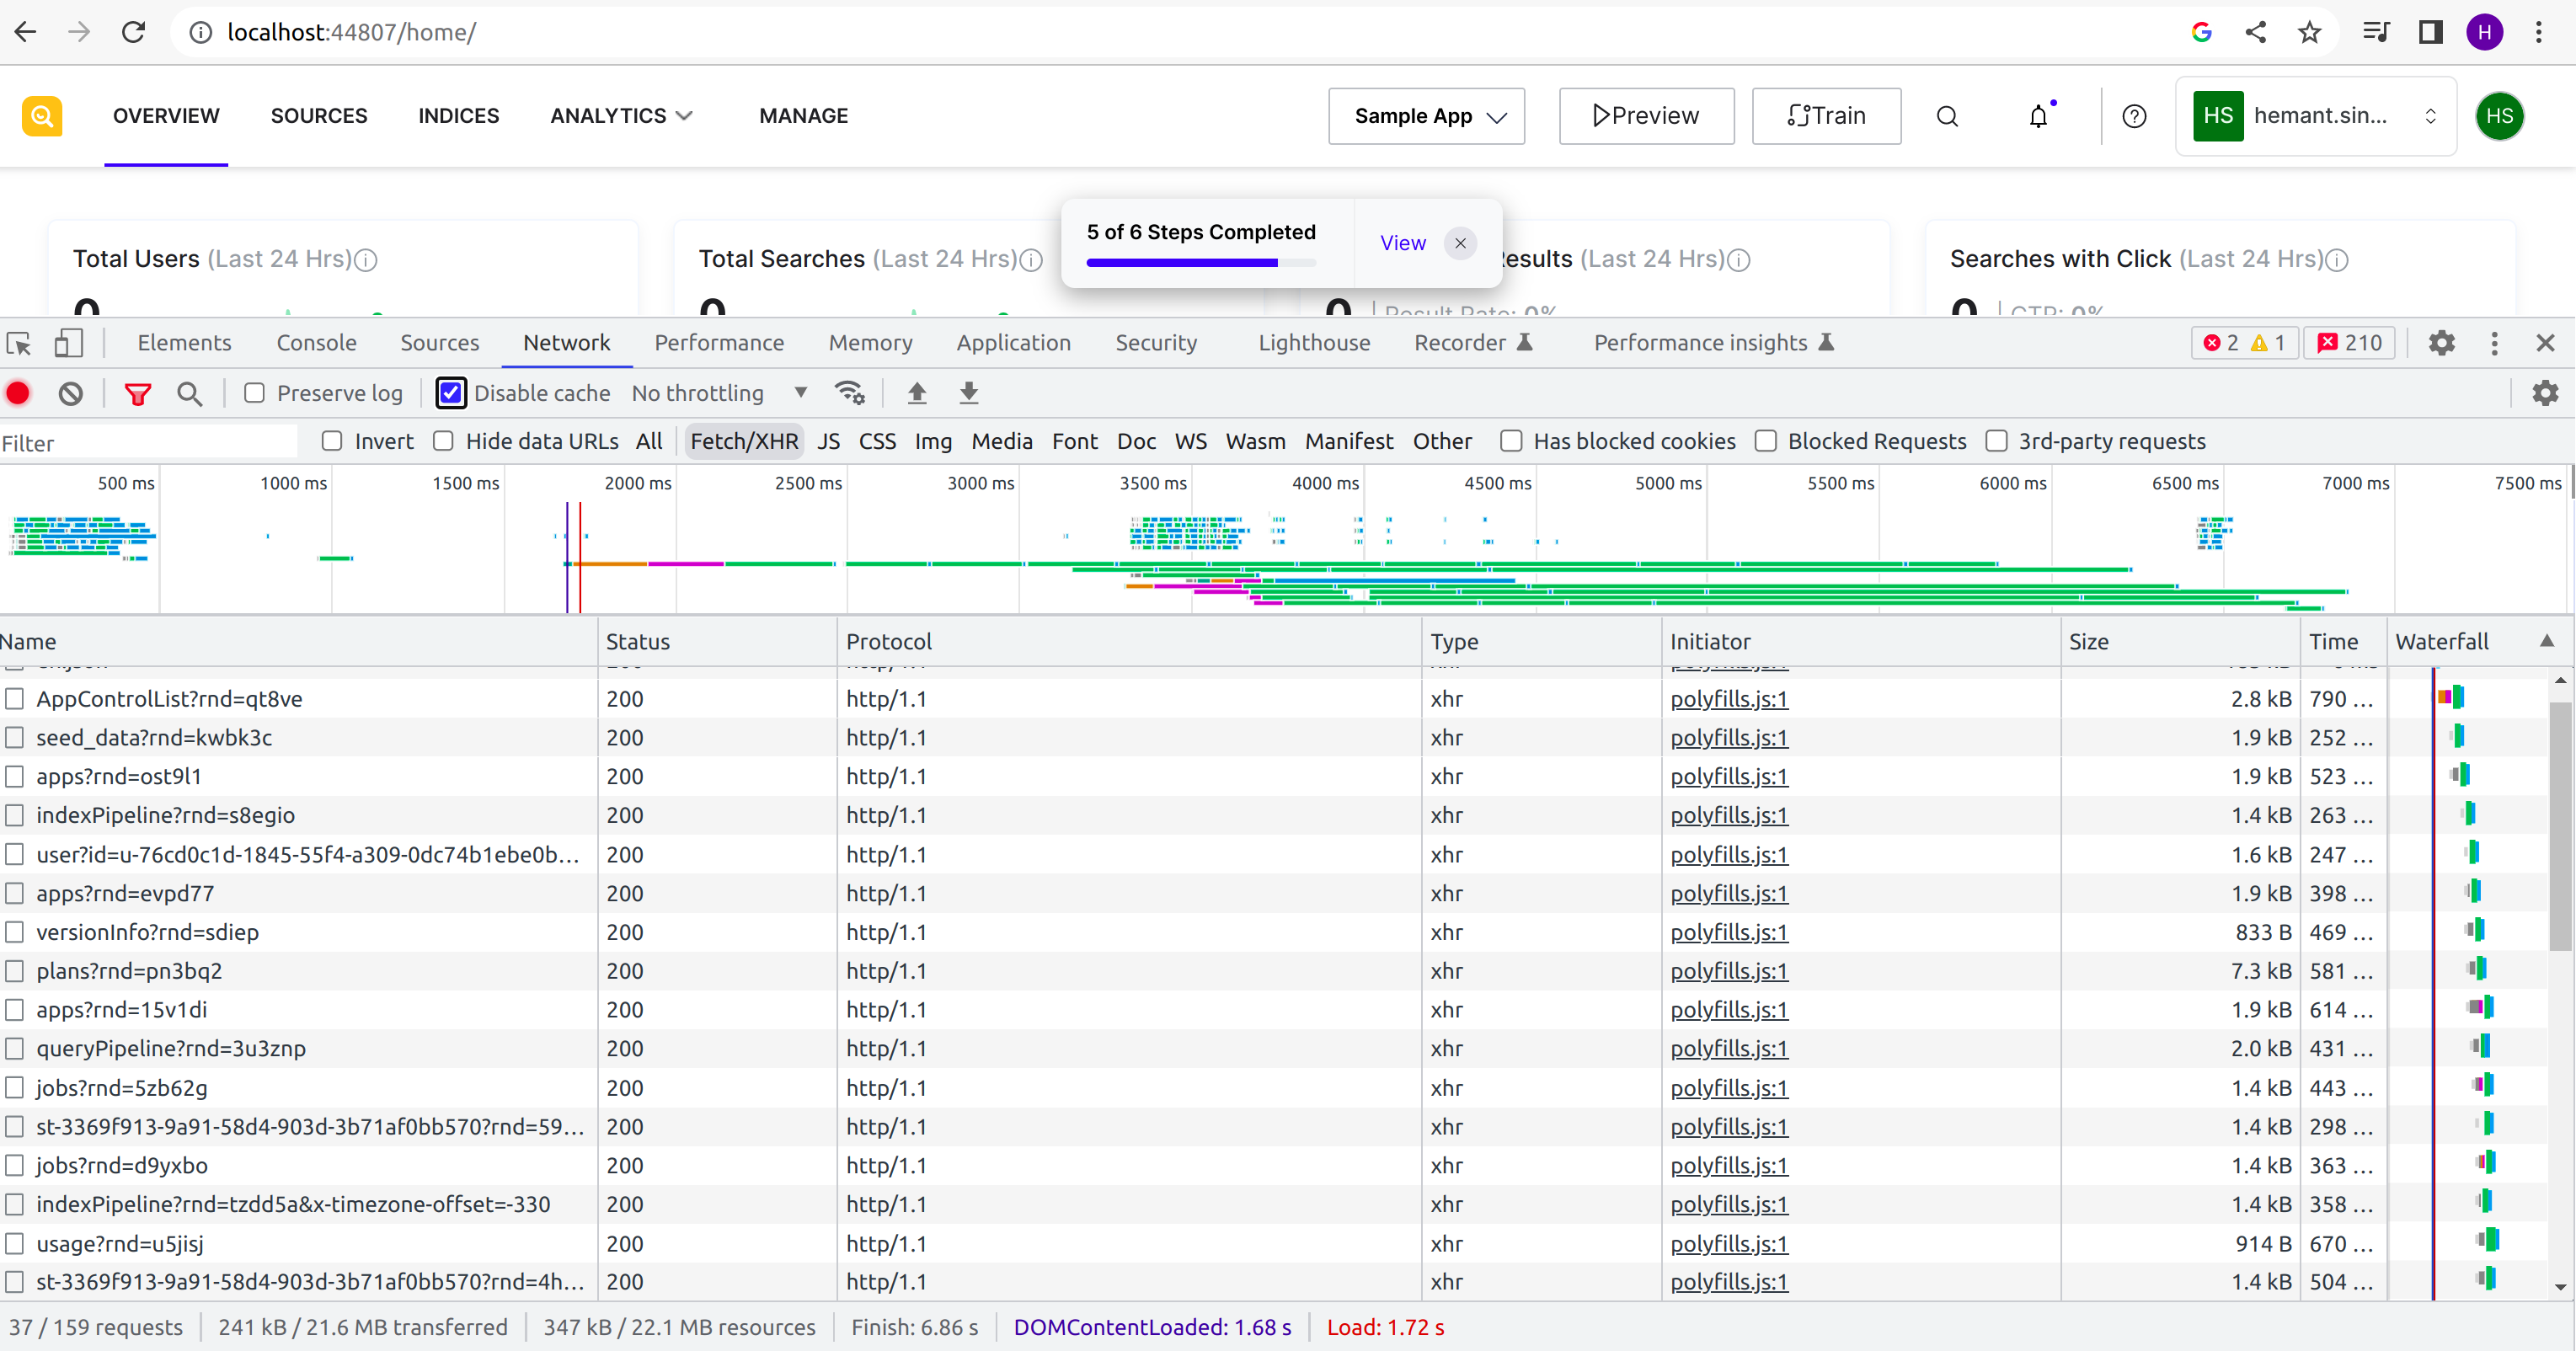 localhost:44807/home/
H
OVERVIEW SOURCES INDICES ANALYTICS MANAGE Sample App Preview Train HS hemant.sin... HS
5 of 6 Steps Completed View
Total Users (Last 24 Hrs) Total Searches (Last 24 Hrs) Results (Last 24 Hrs) Searches with Click (Last 24 Hrs)
0 0 0 | Result Rate: 0% 0 | CTR: 0%
Elements Console Sources Network Performance Memory Application Security Lighthouse Recorder Performance insights 2 1 210
Preserve log Disable cache No throttling
Filter Invert Hide data URLs All Fetch/XHR JS CSS Img Media Font Doc WS Wasm Manifest Other Has blocked cookies Blocked Requests 3rd-party requests
500 ms 1000 ms 1500 ms 2000 ms 2500 ms 3000 ms 3500 ms 4000 ms 4500 ms 5000 ms 5500 ms 6000 ms 6500 ms 7000 ms 7500 ms
Name Status Protocol Type Initiator Size Time Waterfall
AppControlList?rnd=qt8ve 200 http/1.1 xhr polyfills.js:1 2.8 kB 790 ...
seed_data?rnd=kwbk3c 200 http/1.1 xhr polyfills.js:1 1.9 kB 252 ...
apps?rnd=ost9l1 200 http/1.1 xhr polyfills.js:1 1.9 kB 523 ...
indexPipeline?rnd=s8egio 200 http/1.1 xhr polyfills.js:1 1.4 kB 263 ...
user?id=u-76cd0c1d-1845-55f4-a309-0dc74b1ebe0b... 200 http/1.1 xhr polyfills.js:1 1.6 kB 247 ...
apps?rnd=evpd77 200 http/1.1 xhr polyfills.js:1 1.9 kB 398 ...
versionInfo?rnd=sdiep 200 http/1.1 xhr polyfills.js:1 833 B 469 ...
plans?rnd=pn3bq2 200 http/1.1 xhr polyfills.js:1 7.3 kB 581 ...
apps?rnd=15v1di 200 http/1.1 xhr polyfills.js:1 1.9 kB 614 ...
queryPipeline?rnd=3u3znp 200 http/1.1 xhr polyfills.js:1 2.0 kB 431 ...
jobs?rnd=5zb62g 200 http/1.1 xhr polyfills.js:1 1.4 kB 443 ...
st-3369f913-9a91-58d4-903d-3b71af0bb570?rnd=59... 200 http/1.1 xhr polyfills.js:1 1.4 kB 298 ...
jobs?rnd=d9yxbo 200 http/1.1 xhr polyfills.js:1 1.4 kB 363 ...
indexPipeline?rnd=tzdd5a&x-timezone-offset=-330 200 http/1.1 xhr polyfills.js:1 1.4 kB 358 ...
usage?rnd=u5jisj 200 http/1.1 xhr polyfills.js:1 914 B 670 ...
st-3369f913-9a91-58d4-903d-3b71af0bb570?rnd=4h... 200 http/1.1 xhr polyfills.js:1 1.4 kB 504 ...
37 / 159 requests 241 kB / 21.6 MB transferred 347 kB / 22.1 MB resources Finish: 6.86 s DOMContentLoaded: 1.68 s Load: 1.72 s